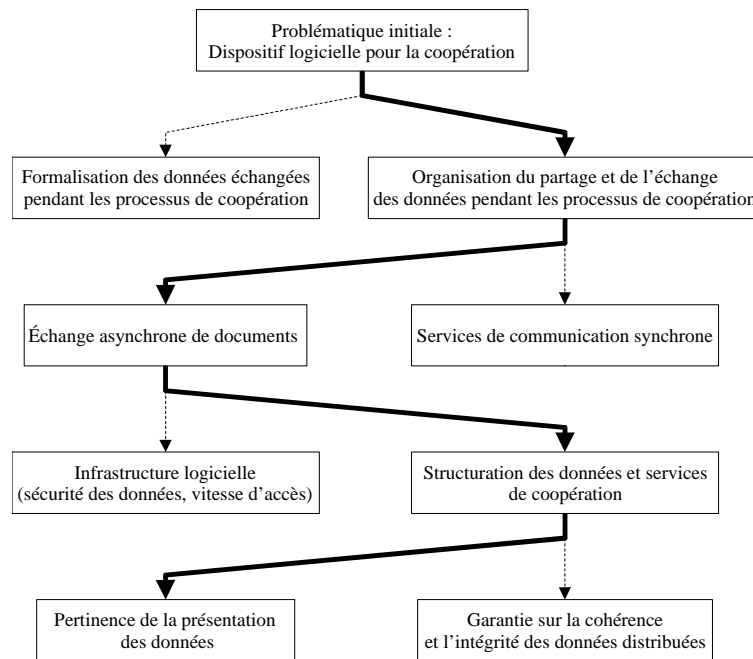 Problématique initiale :
Dispositif logicielle pour la coopération
Formalisation des données échangées
pendant les processus de coopération
Organisation du partage et de l'échange
des données pendant les processus de coopération
Échange asynchrone de documents
Services de communication synchrone
Infrastructure logicielle
(sécurité des données, vitesse d'accès)
Structuration des données et services
de coopération
Pertinence de la présentation
des données
Garantie sur la cohérence
et l'intégrité des données distribuées